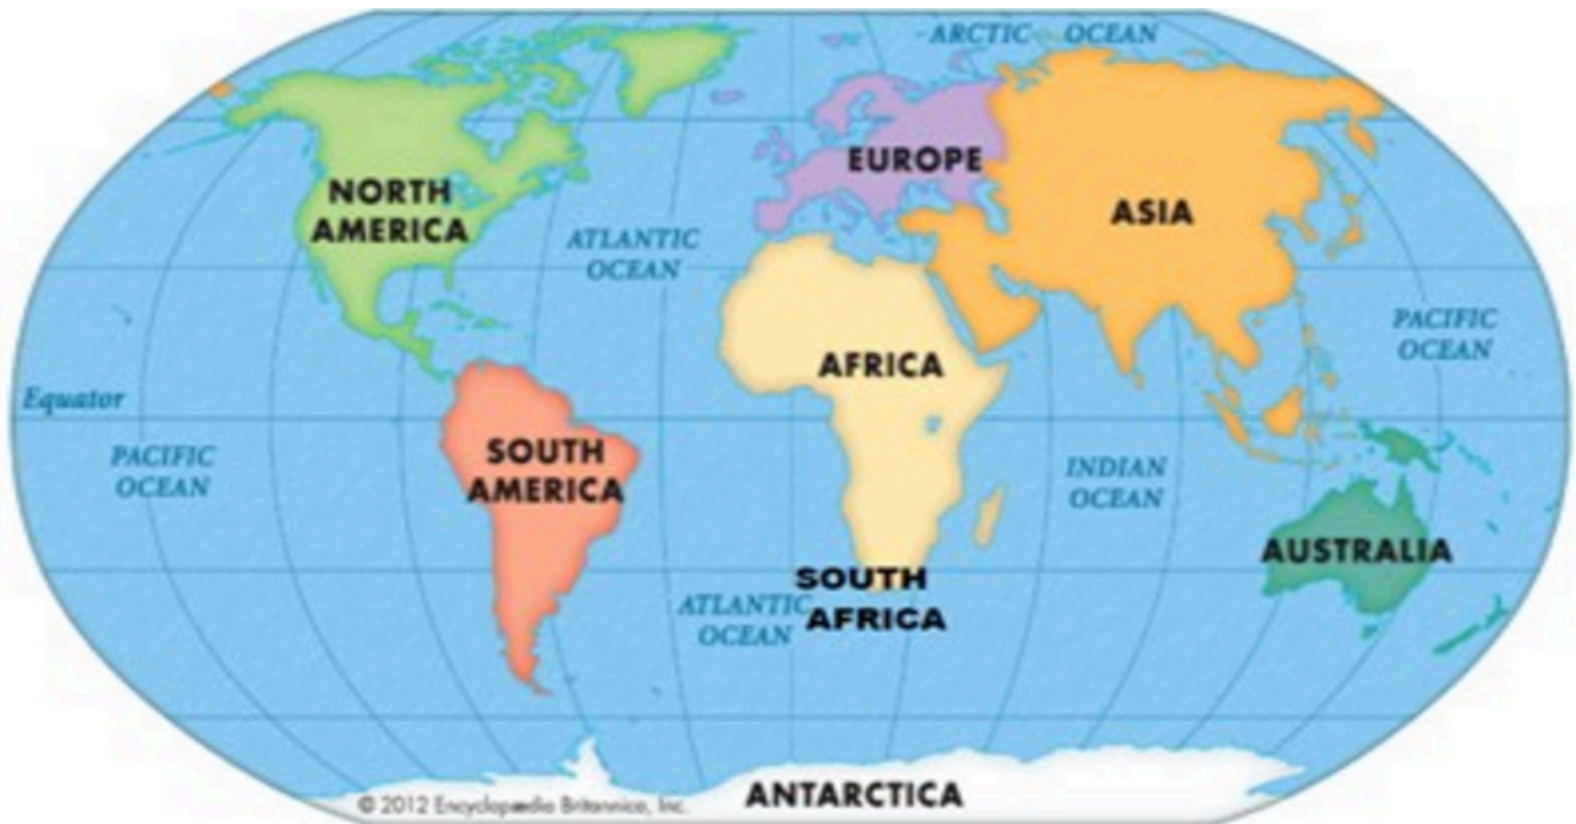 ARCTIC OCEAN
EUROPE
NORTH
AMERICA
ASIA
ATLANTIC
OCEAN
PACIFIC
OCEAN
AFRICA
Equator
SOUTH
AMERICA
PACIFIC
OCEAN
INDIAN
OCEAN
AUSTRALIA
SOUTH
AFRICA
ATLANTIC
OCEAN
ANTARCTICA
© 2012 Encyclopædia Britannica, Inc.